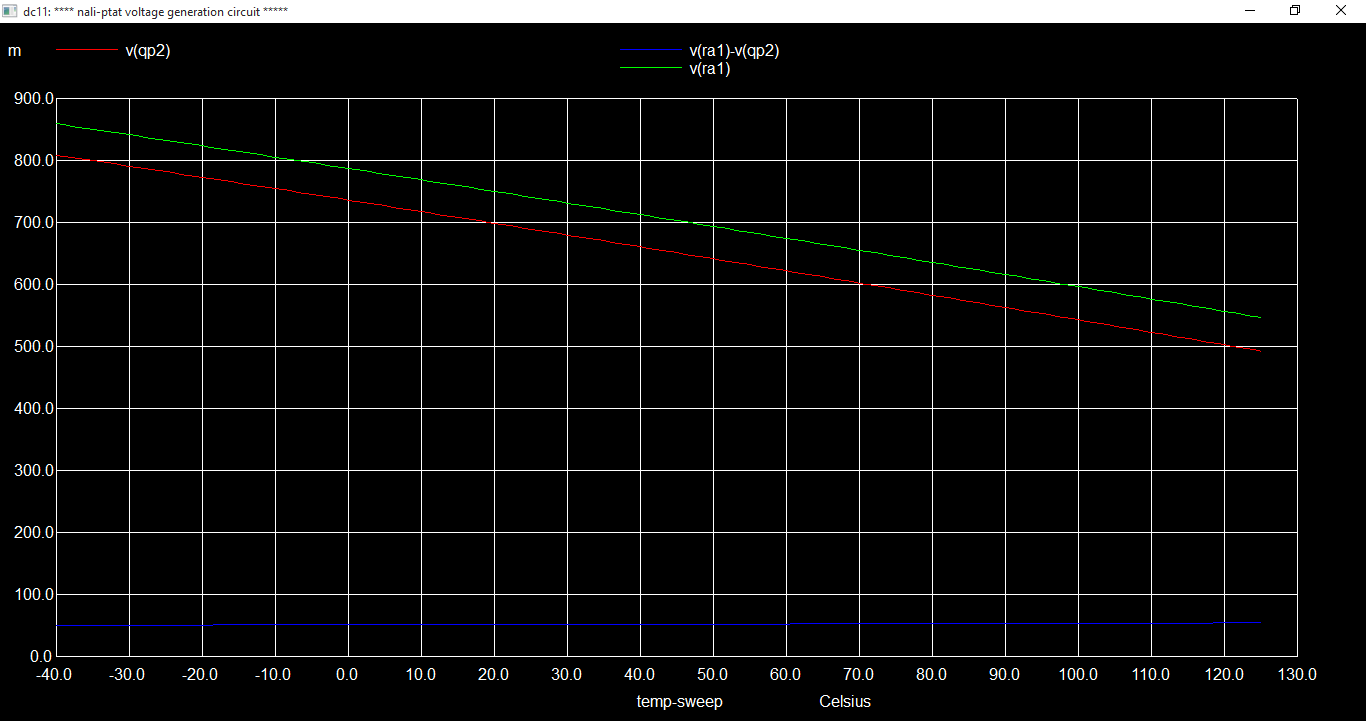 dc11: **** nali-ptat voltage generation circuit *****
m
v(qp2)
v(ra1)-v(qp2)
v(ra1)
900.0
800.0
700.0
600.0
500.0
400.0
300.0
200.0
100.0
0.0
-40.0 -30.0 -20.0 -10.0 0.0 10.0 20.0 30.0 40.0 50.0 60.0 70.0 80.0 90.0 100.0 110.0 120.0 130.0
temp-sweep Celsius